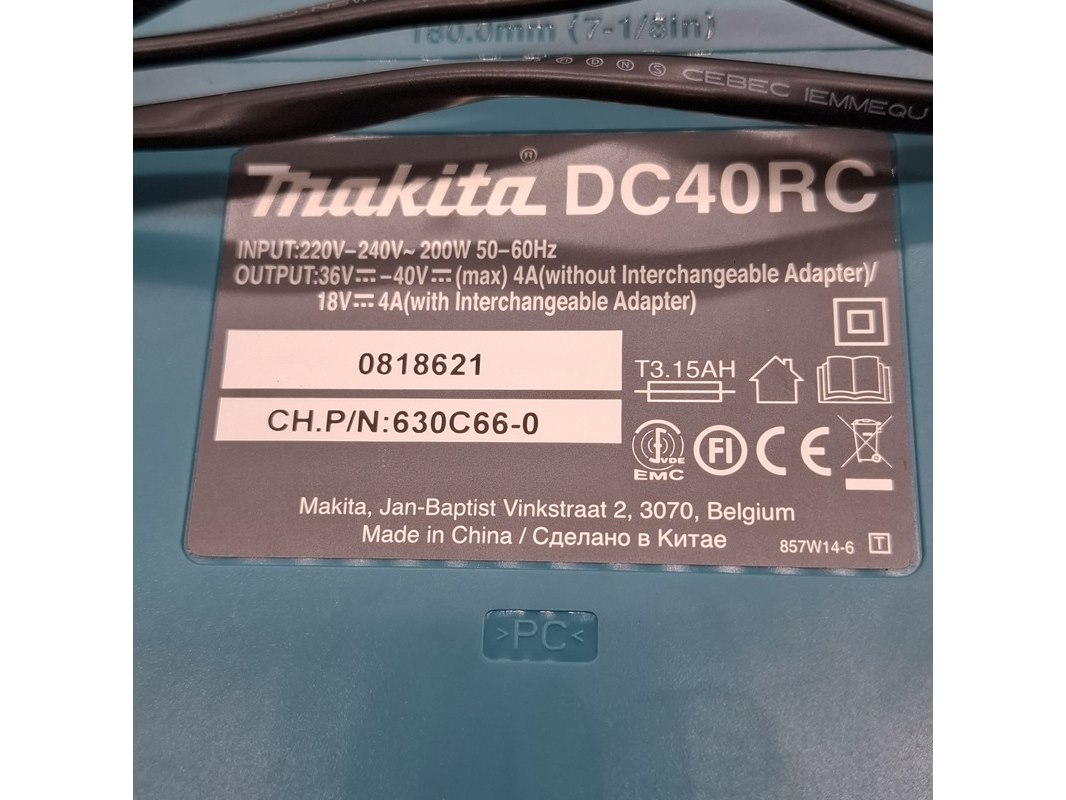 180.0mm (7-1/8in)
D N S CEBEC IEMMEQU
Makita® DC40RC
INPUT:220V–240V~ 200W 50–60Hz
OUTPUT:36V⎓–40V⎓(max) 4A(without Interchangeable Adapter)/
18V⎓4A(with Interchangeable Adapter)
0818621
T3.15AH
CH.P/N:630C66-0
VDE
EMC
FI CE
Makita, Jan-Baptist Vinkstraat 2, 3070, Belgium
Made in China / Сделано в Китае
857W14-6 T
>PC<